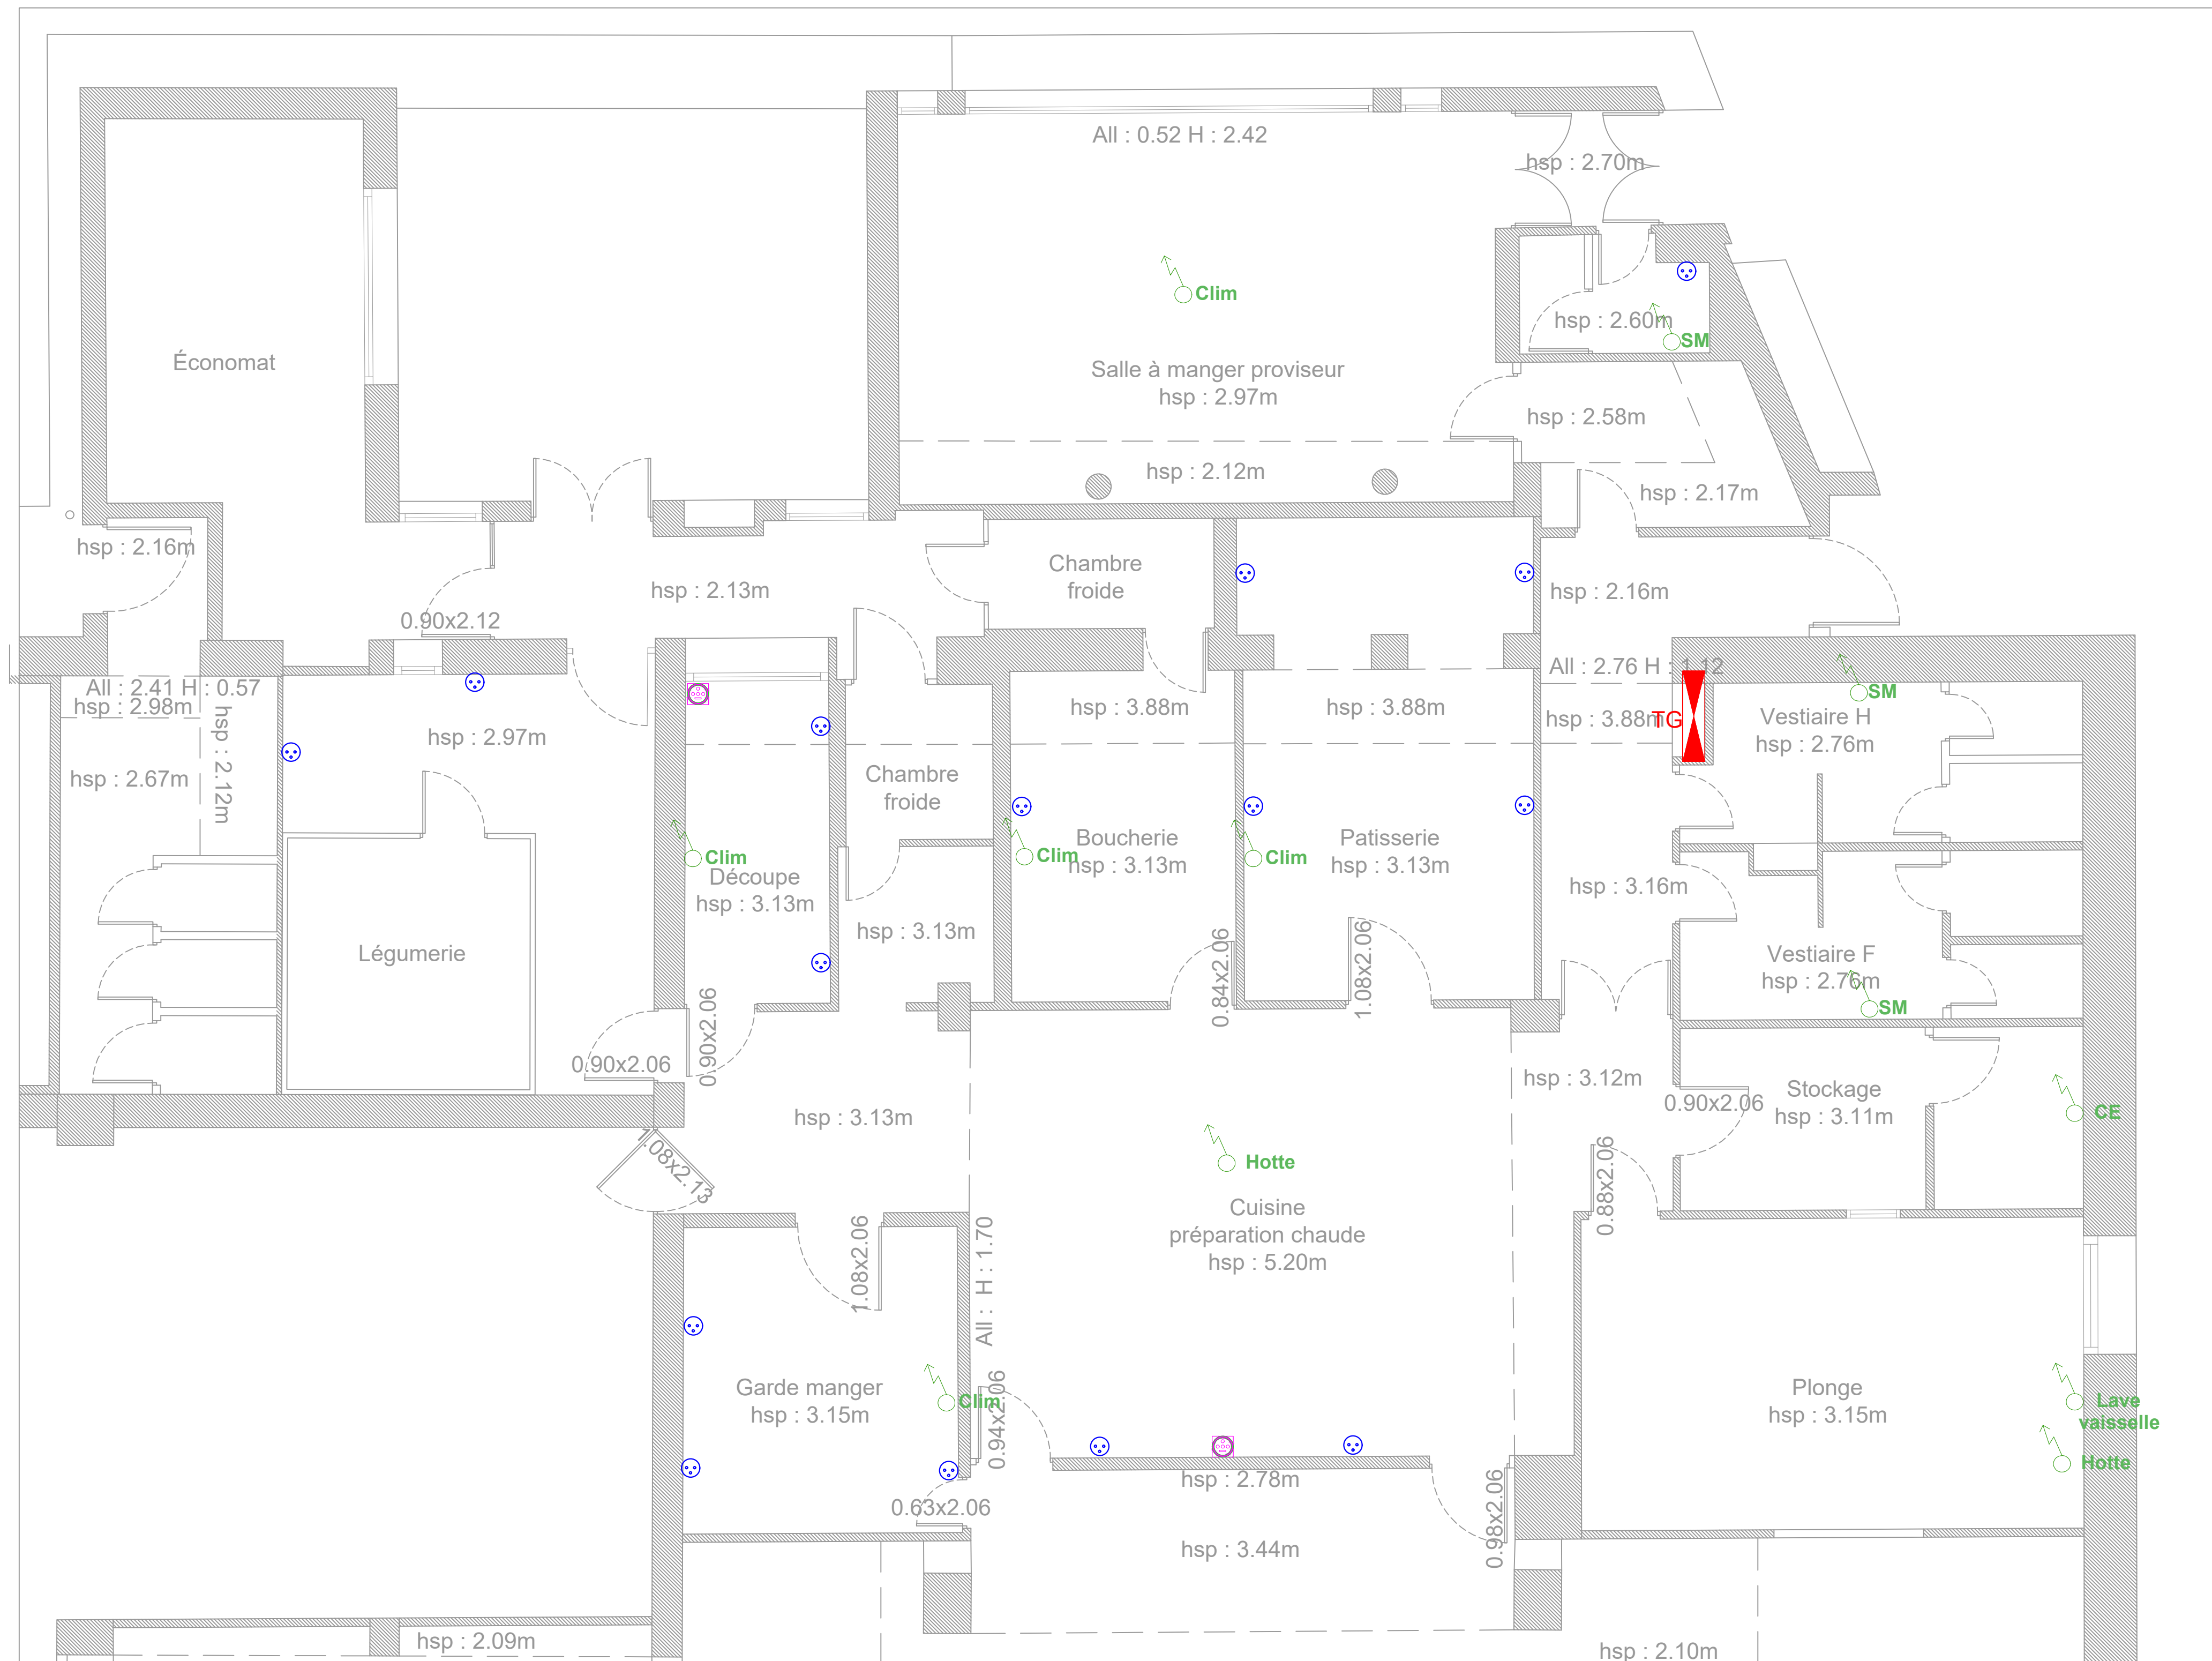 All : 0.52 H : 2.42
hsp : 2.70m
Clim
hsp : 2.60m
SM
Économat
Salle à manger proviseur
hsp : 2.97m
hsp : 2.58m
hsp : 2.12m
hsp : 2.17m
hsp : 2.16m
hsp : 2.13m
Chambre
froide
hsp : 2.16m
0.90x2.12
All : 2.76 H : 1.12
All : 2.41 H : 0.57
hsp : 2.98m
hsp : 2.12m
hsp : 2.97m
hsp : 3.88m
hsp : 3.88m
hsp : 3.88m
TG
SM
Vestiaire H
hsp : 2.76m
hsp : 2.67m
Chambre
froide
Clim
Découpe
hsp : 3.13m
Clim
Boucherie
hsp : 3.13m
Clim
Patisserie
hsp : 3.13m
hsp : 3.16m
hsp : 3.13m
Légumerie
0.84x2.06
1.08x2.06
Vestiaire F
hsp : 2.76m
SM
0.90x2.06
0.90x2.06
hsp : 3.12m
0.90x2.06
Stockage
hsp : 3.11m
CE
hsp : 3.13m
1.08x2.13
Hotte
0.88x2.06
Cuisine
préparation chaude
hsp : 5.20m
1.08x2.06
All : H : 1.70
Garde manger
hsp : 3.15m
Clim
0.94x2.06
Plonge
hsp : 3.15m
Lave
vaisselle
Hotte
hsp : 2.78m
0.63x2.06
0.98x2.06
hsp : 3.44m
hsp : 2.09m
hsp : 2.10m